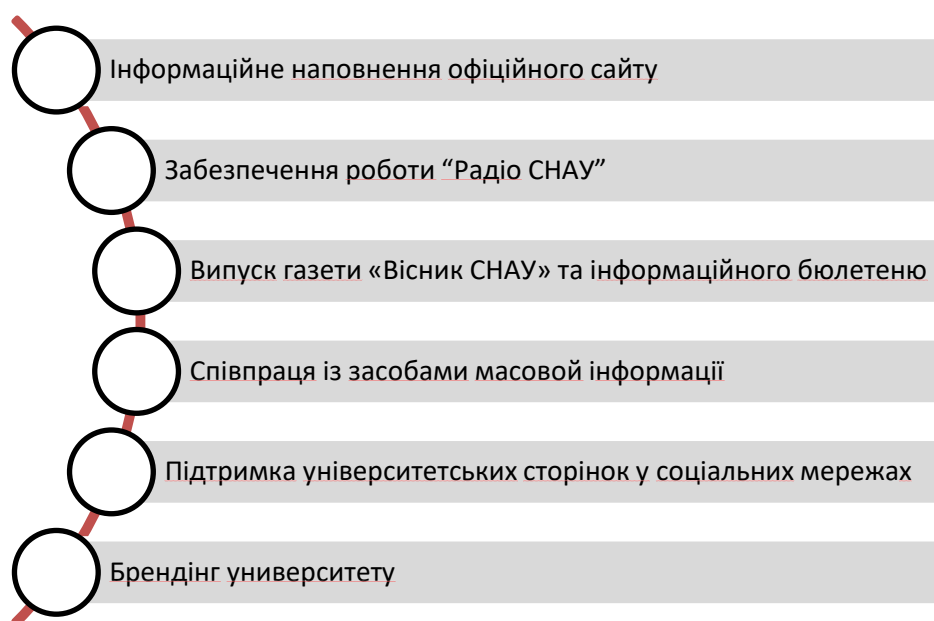 Інформаційне наповнення офіційного сайту
Забезпечення роботи “Радіо СНАУ”
Випуск газети «Вісник СНАУ» та інформаційного бюлетеню
Співпраця із засобами масової інформації
Підтримка університетських сторінок у соціальних мережах
Брендінг университету